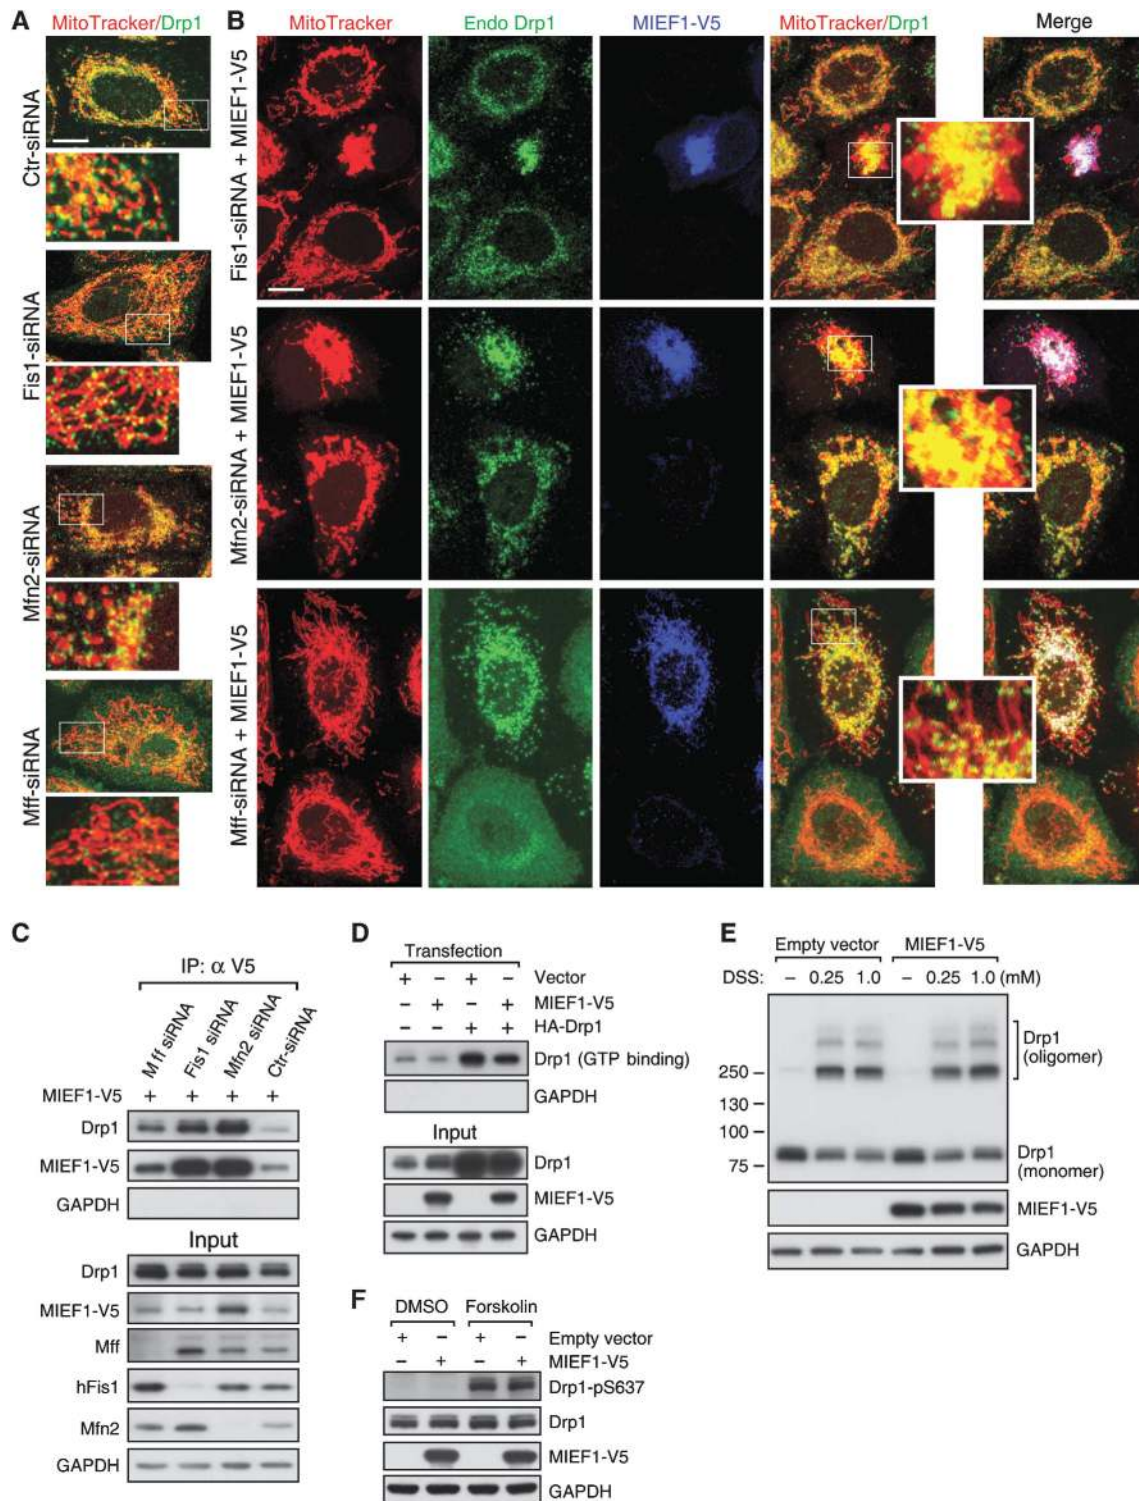 A
MitoTracker/Drp1
Ctr-siRNA
Fis1-siRNA
Mfn2-siRNA
Mff-siRNA
B
MitoTracker
Endo Drp1
MIEF1-V5
MitoTracker/Drp1
Merge
Fis1-siRNA + MIEF1-V5
Mfn2-siRNA + MIEF1-V5
Mff-siRNA + MIEF1-V5
C
IP: α V5
Mff siRNA
Fis1 siRNA
Mfn2 siRNA
Ctr-siRNA
MIEF1-V5 + + + +
Drp1
MIEF1-V5
GAPDH
Input
Drp1
MIEF1-V5
Mff
hFis1
Mfn2
GAPDH
D
Transfection
+ – + – Vector
– + – + MIEF1-V5
– – + + HA-Drp1
Drp1 (GTP binding)
GAPDH
Input
Drp1
MIEF1-V5
GAPDH
E
Empty vector MIEF1-V5
DSS: – 0.25 1.0 – 0.25 1.0 (mM)
Drp1
(oligomer)
250
130
100
75
Drp1
(monomer)
MIEF1-V5
GAPDH
F
DMSO Forskolin
+ – + – Empty vector
– + – + MIEF1-V5
Drp1-pS637
Drp1
MIEF1-V5
GAPDH